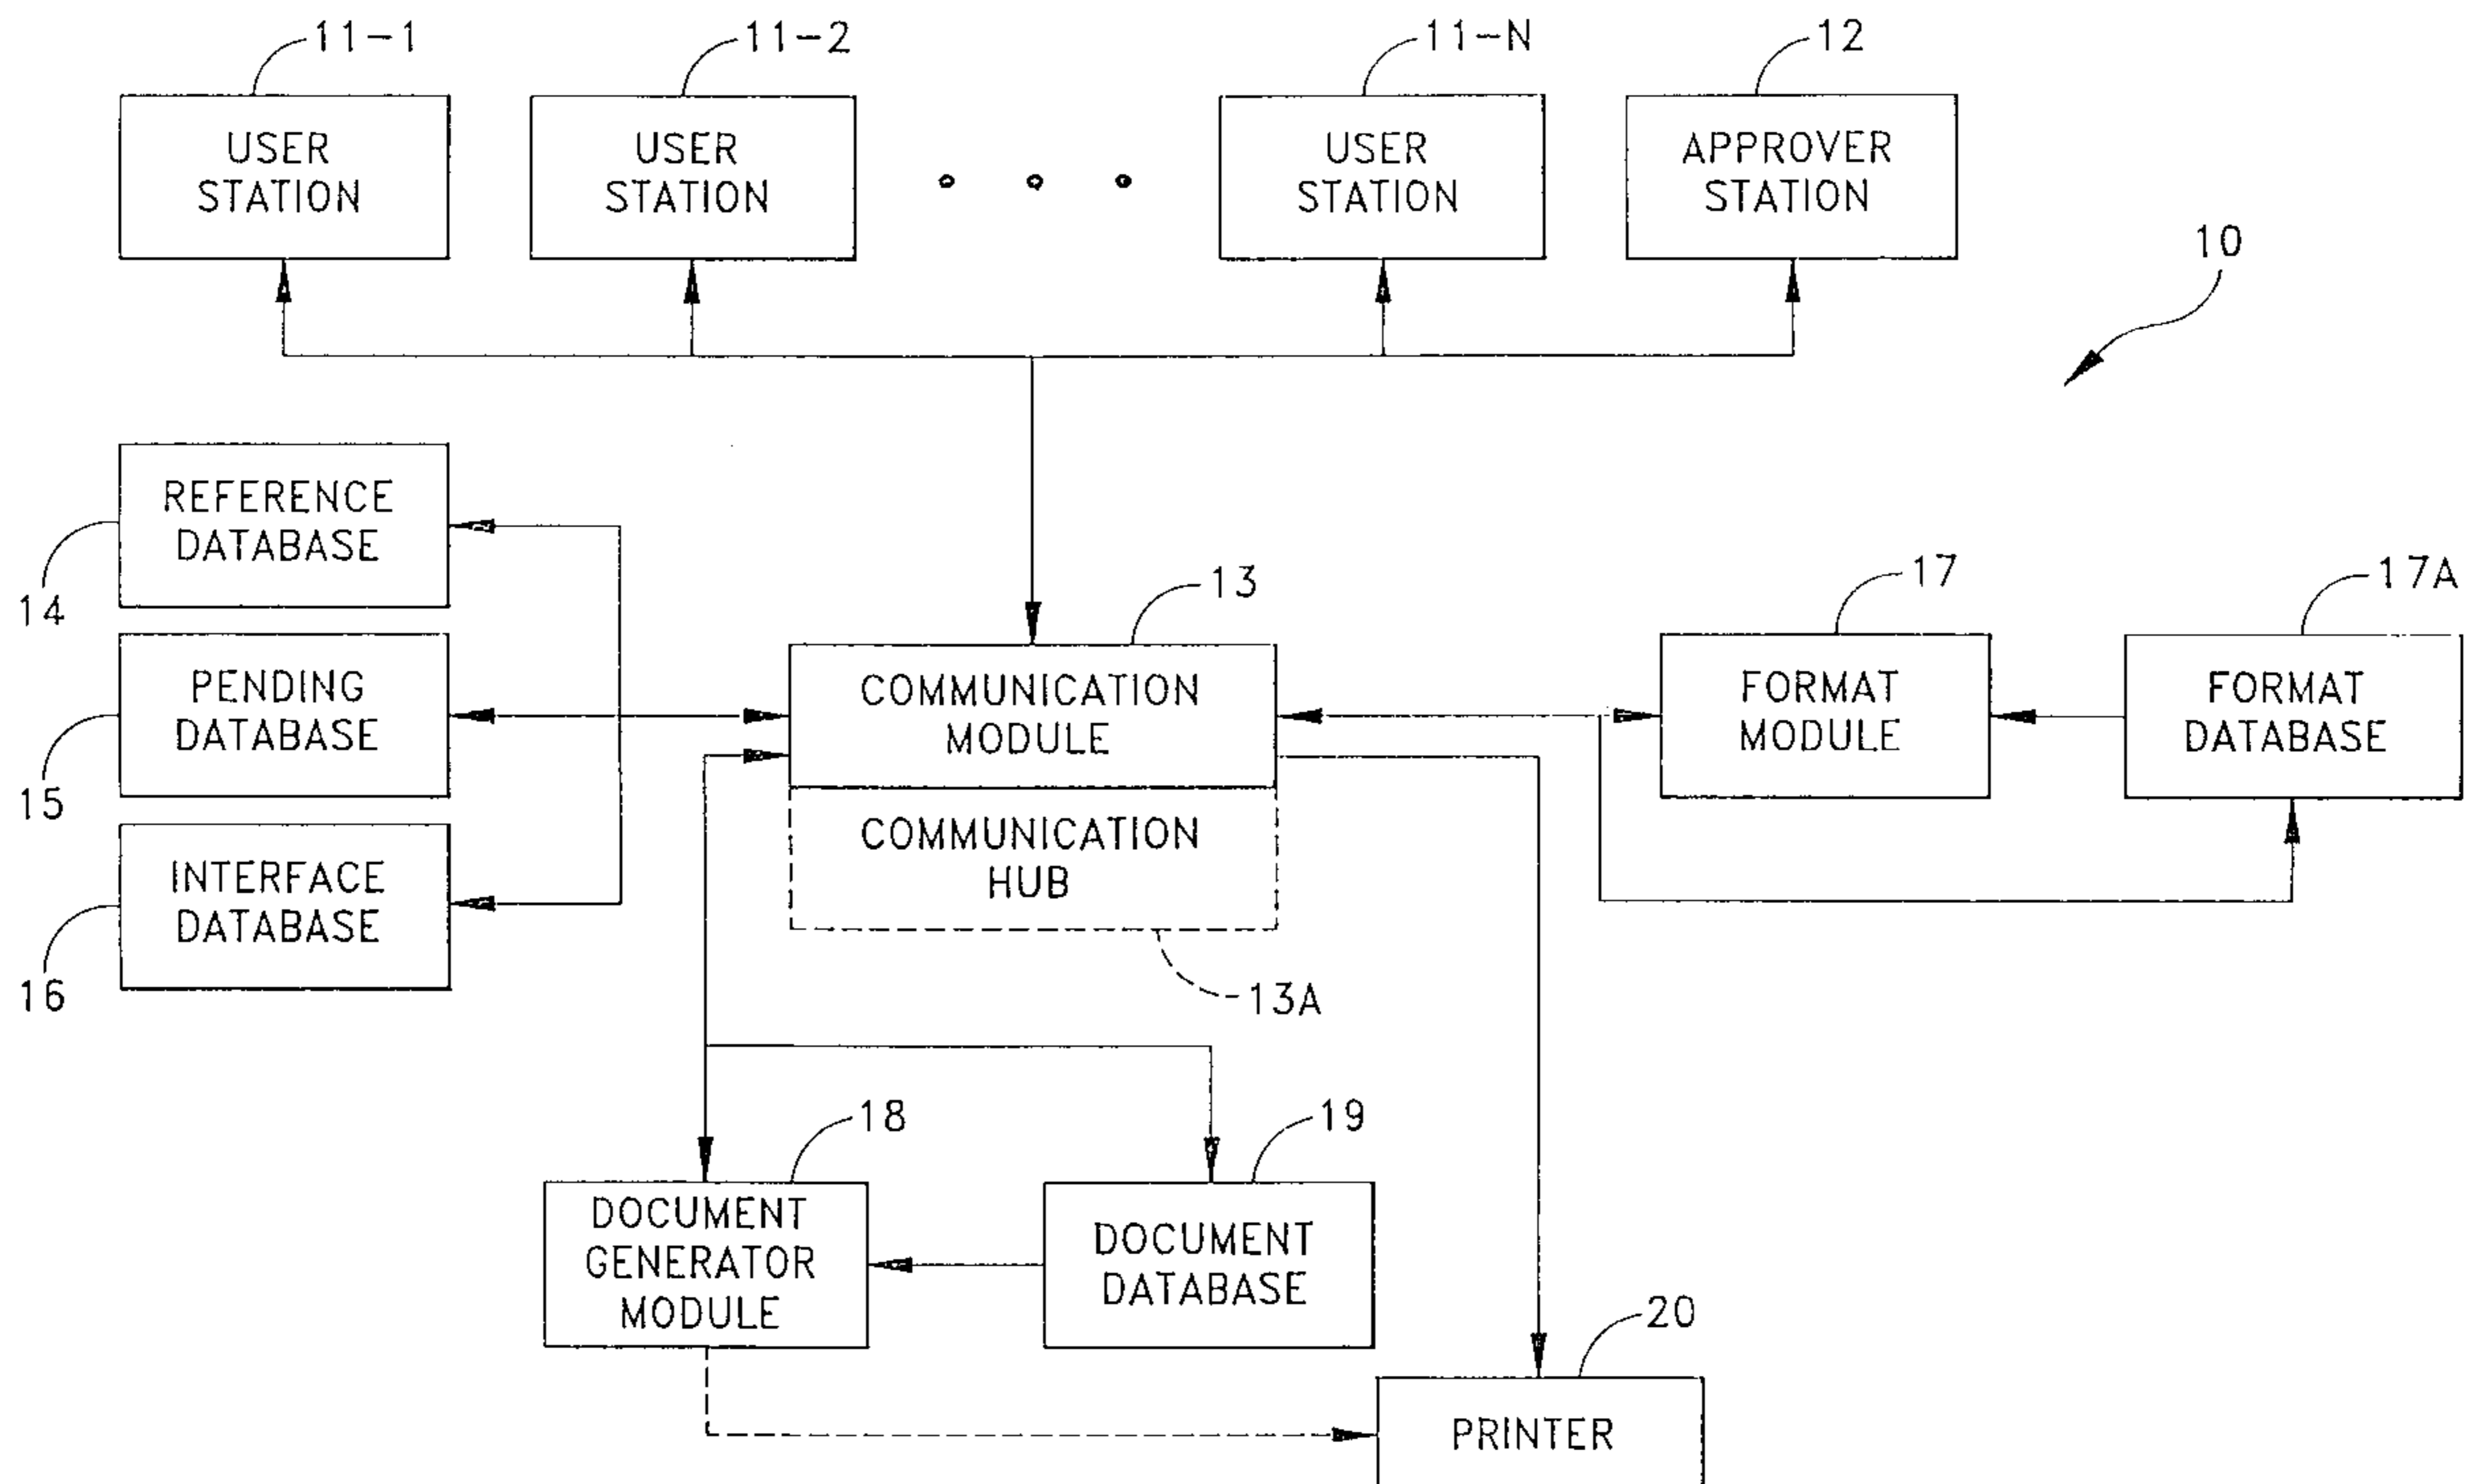 11-1
11-2
11-N
12
USER
STATION
USER
STATION
USER
STATION
APPROVER
STATION
10
REFERENCE
DATABASE
14
PENDING
DATABASE
15
INTERFACE
DATABASE
16
13
COMMUNICATION
MODULE
COMMUNICATION
HUB
13A
17
FORMAT
MODULE
17A
FORMAT
DATABASE
18
DOCUMENT
GENERATOR
MODULE
19
DOCUMENT
DATABASE
20
PRINTER